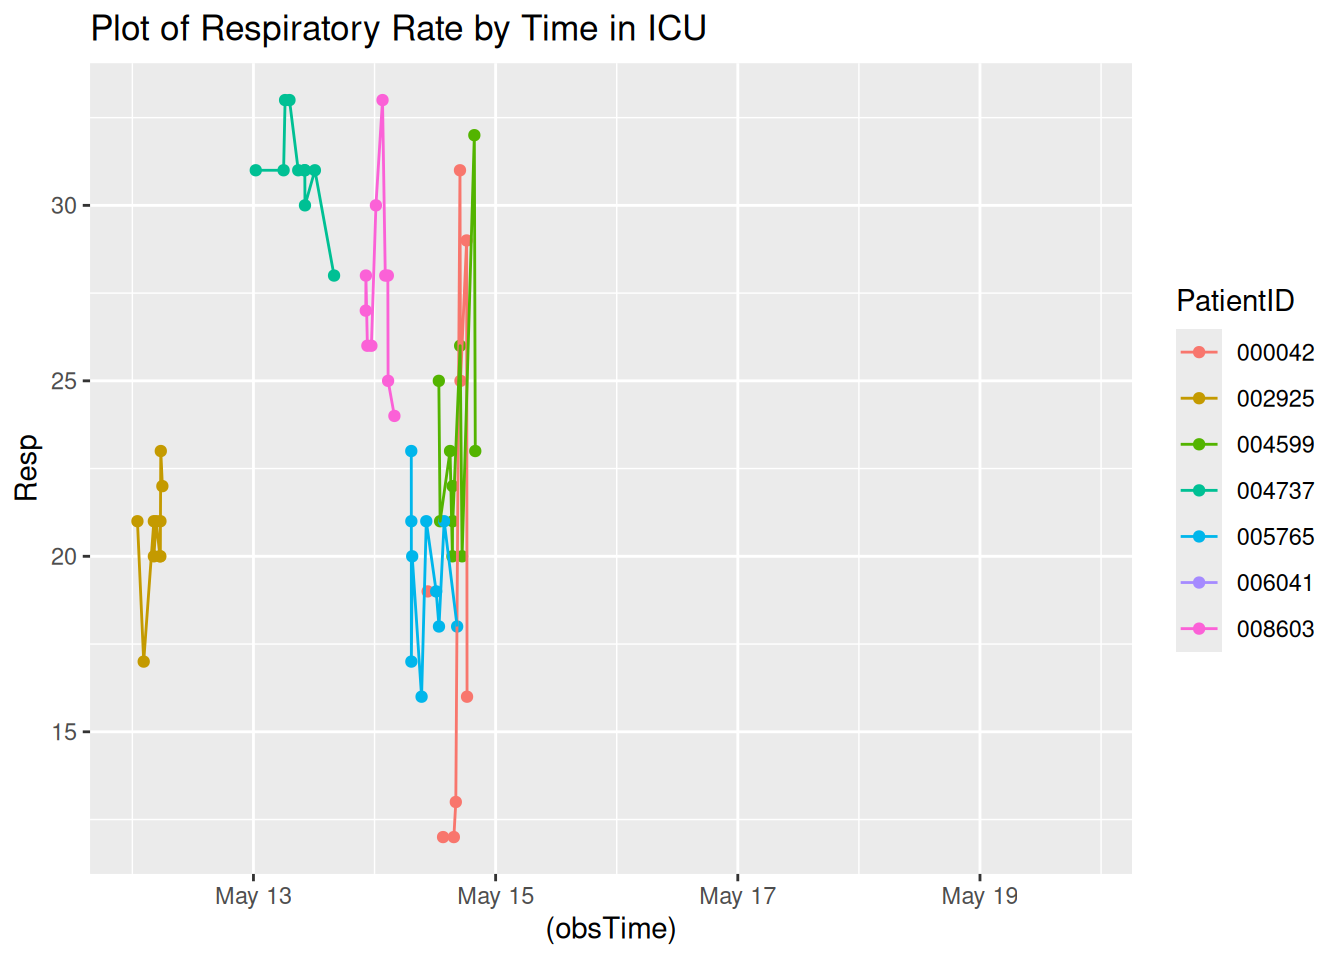 Plot of Respiratory Rate by Time in ICU
Resp
30
25
20
15
May 13
May 15
May 17
May 19
(obsTime)
PatientID
000042
002925
004599
004737
005765
006041
008603